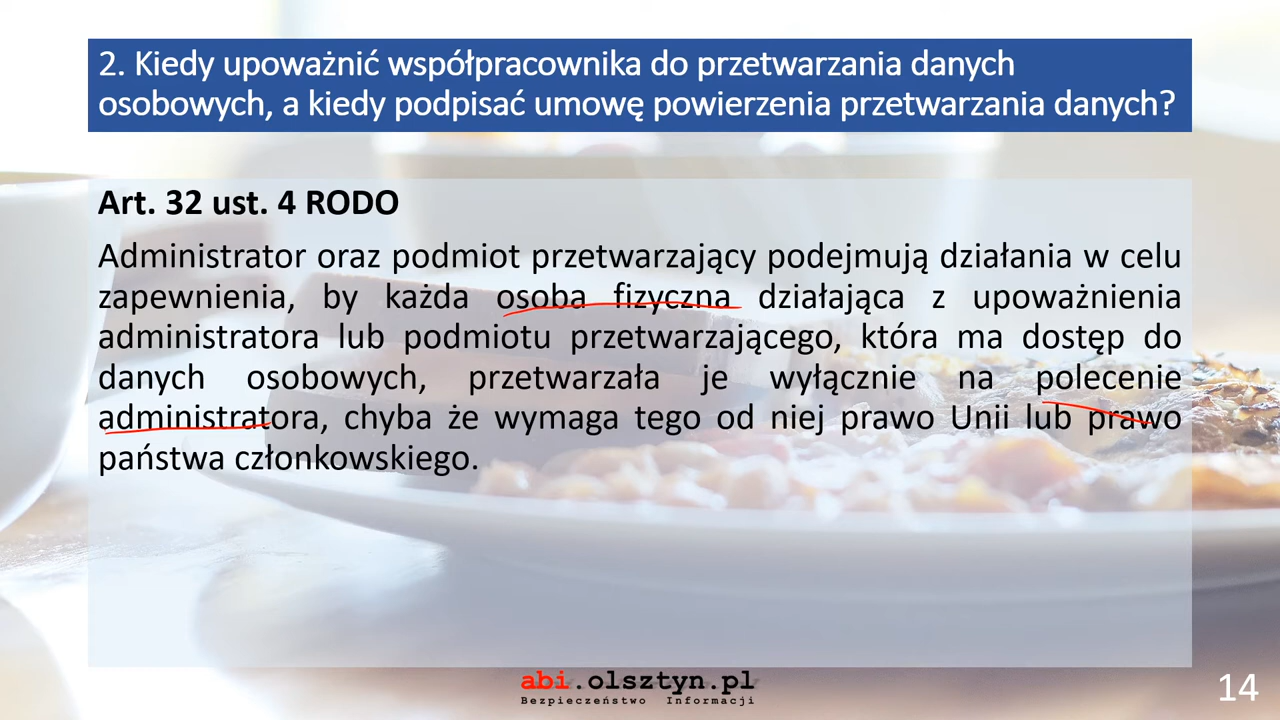 2. Kiedy upoważnić współpracownika do przetwarzania danych
osobowych, a kiedy podpisać umowę powierzenia przetwarzania danych?
Art. 32 ust. 4 RODO
Administrator oraz podmiot przetwarzający podejmują działania w celu
zapewnienia, by każda osoba fizyczna działająca z upoważnienia
administratora lub podmiotu przetwarzającego, która ma dostęp do
danych osobowych, przetwarzała je wyłącznie na polecenie
administratora, chyba że wymaga tego od niej prawo Unii lub prawo
państwa członkowskiego.
abi.olsztyn.pl
Bezpieczeństwo Informacji
14